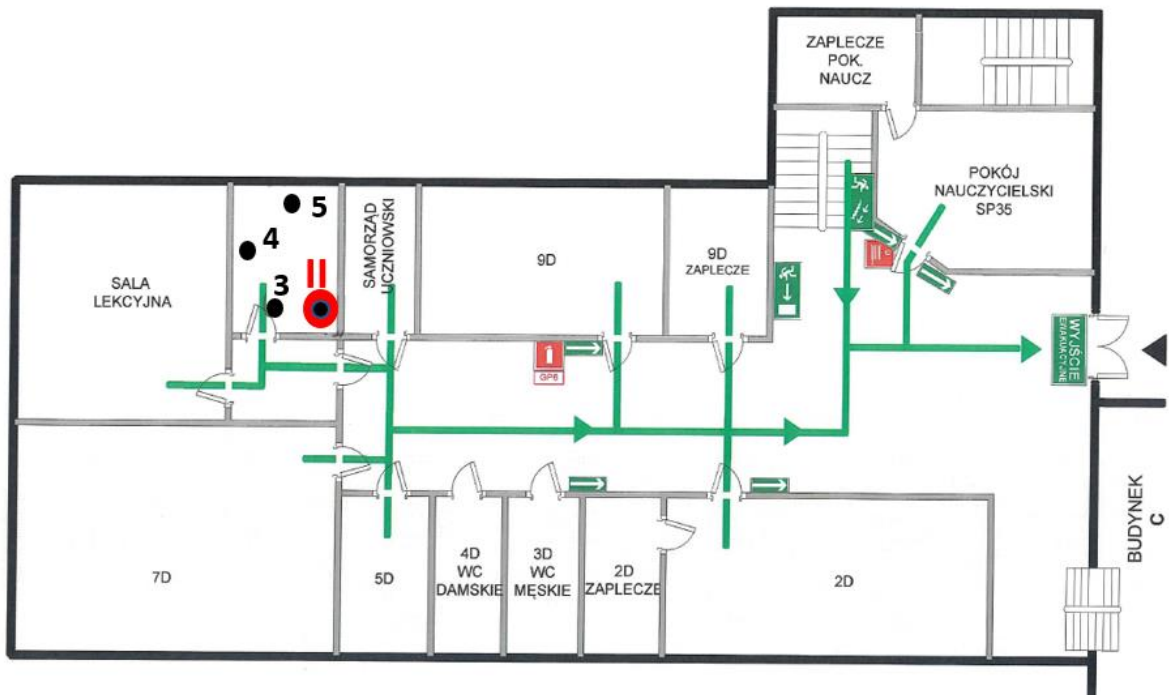 ZAPLECZE
POK.
NAUCZ
POKÓJ
NAUCZYCIELSKI
SP35
SALA
LEKCYJNA
5
4
3
II
SAMORZĄD
UCZNIOWSKI
9D
9D
ZAPLECZE
GP6
WYJŚCIE
EWAKUACYJNE
7D
5D
4D
WC
DAMSKIE
3D
WC
MĘSKIE
2D
ZAPLECZE
2D
BUDYNEK
C